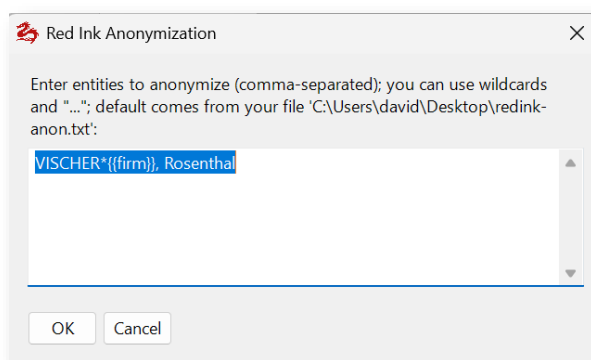 Red Ink Anonymization
Enter entities to anonymize (comma-separated); you can use wildcards
and "..."; default comes from your file 'C:\Users\david\Desktop\redink-
anon.txt':
VISCHER*{{firm}}, Rosenthal
OK Cancel